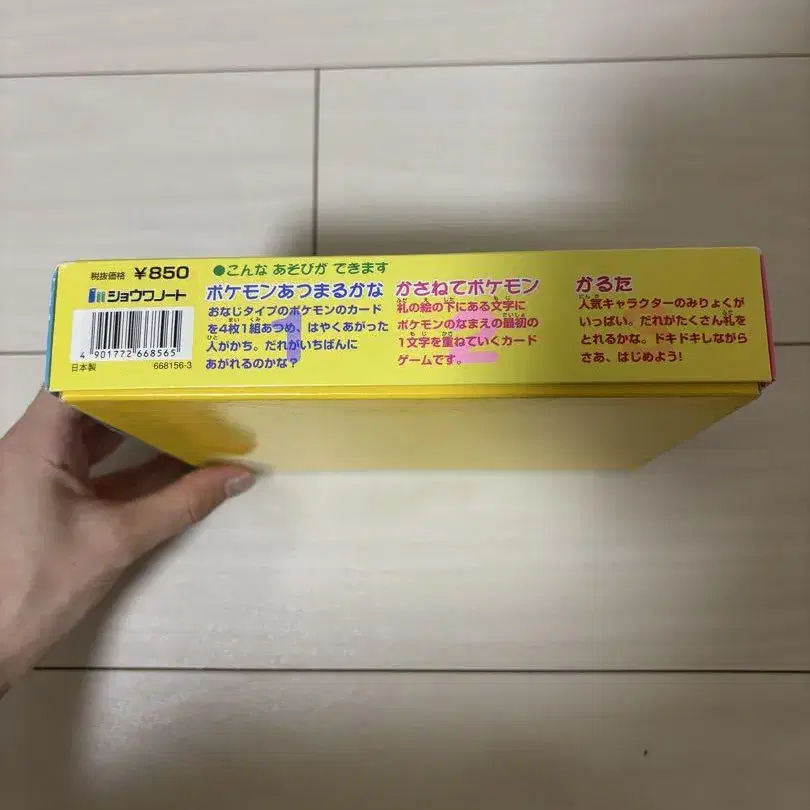 税抜価格 ¥850
ショウワノート
4 901772 668565
日本製 668156-3
●こんな あそびが できます
ポケモンあつまるかな
おなじタイプのポケモンのカード
を4枚1組あつめ、はやくあがった
人がかち。だれがいちばんに
あがれるのかな?
1
かさねてポケモン
札の絵の下にある文字に
ポケモンのなまえの最初の
1文字を重ねていくカード
ゲームです。
2
かるた
人気キャラクターのみりょくが
いっぱい。だれがたくさん札を
とれるかな。ドキドキしながら
さあ、はじめよう!